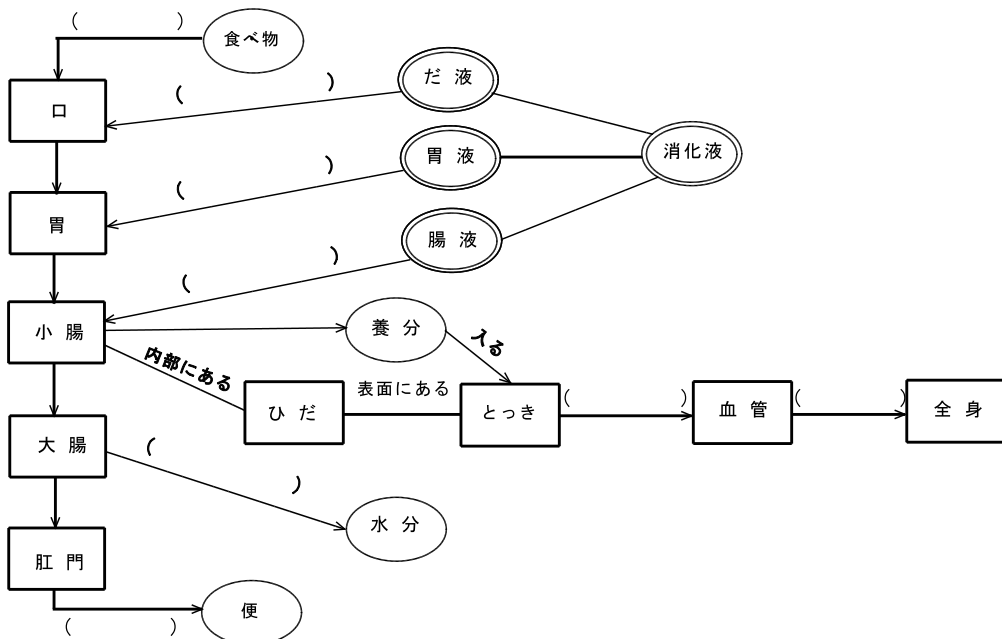 ( )
食べ物
だ 液
口
( )
消化液
胃 液
( )
胃
腸 液
( )
養 分
小 腸
入る
内部にある
表面にある
ひ だ
とっき
( )
血 管
( )
全 身
大 腸
( )
水 分
肛 門
便
( )